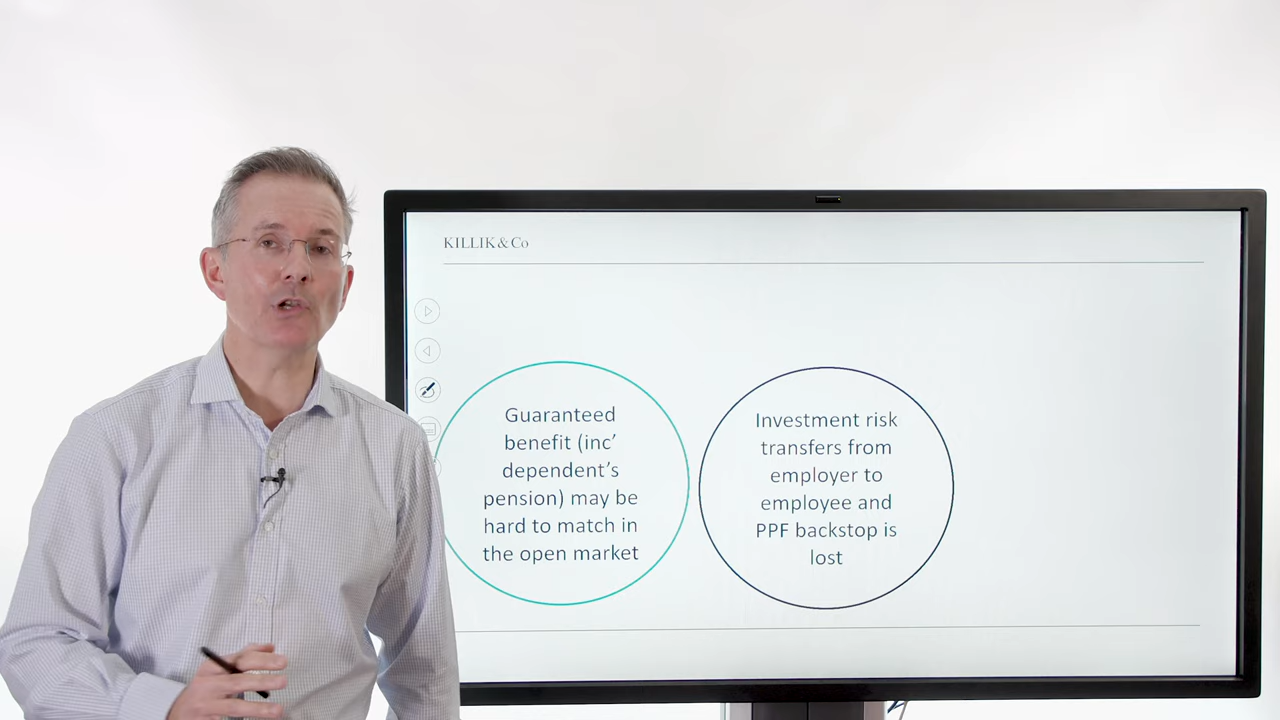 KILLIK & Co
Guaranteed
benefit (inc’
dependent’s
pension) may be
hard to match in
the open market
Investment risk
transfers from
employer to
employee and
PPF backstop is
lost